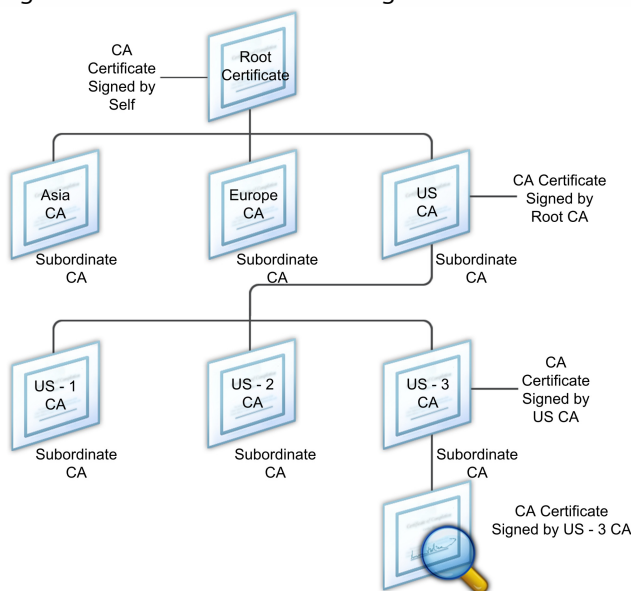 CA
Certificate
Signed by
Self
Root
Certificate
Asia
CA
Europe
CA
US
CA
CA Certificate
Signed by
Root CA
Subordinate
CA
Subordinate
CA
Subordinate
CA
US - 1
CA
US - 2
CA
US - 3
CA
CA
Certificate
Signed by
US CA
Subordinate
CA
Subordinate
CA
Subordinate
CA
CA Certificate
Signed by US - 3 CA